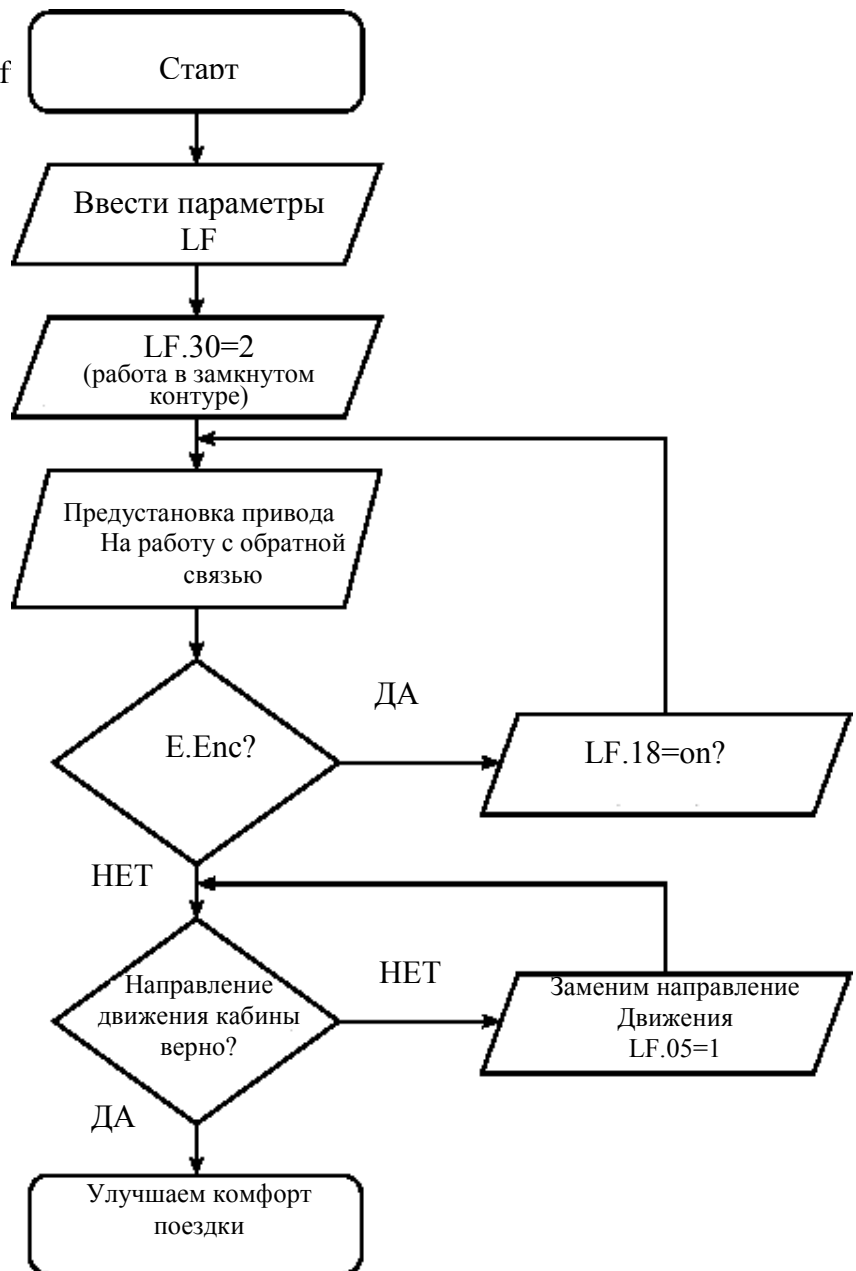 f
Старт
Ввести параметры
LF
LF.30=2
(работа в замкнутом
контуре)
Предустановка привода
На работу с обратной
связью
E.Enc?
ДА
LF.18=on?
НЕТ
Направление
движения кабины
верно?
НЕТ
Заменим направление
Движения
LF.05=1
ДА
Улучшаем комфорт
поездки